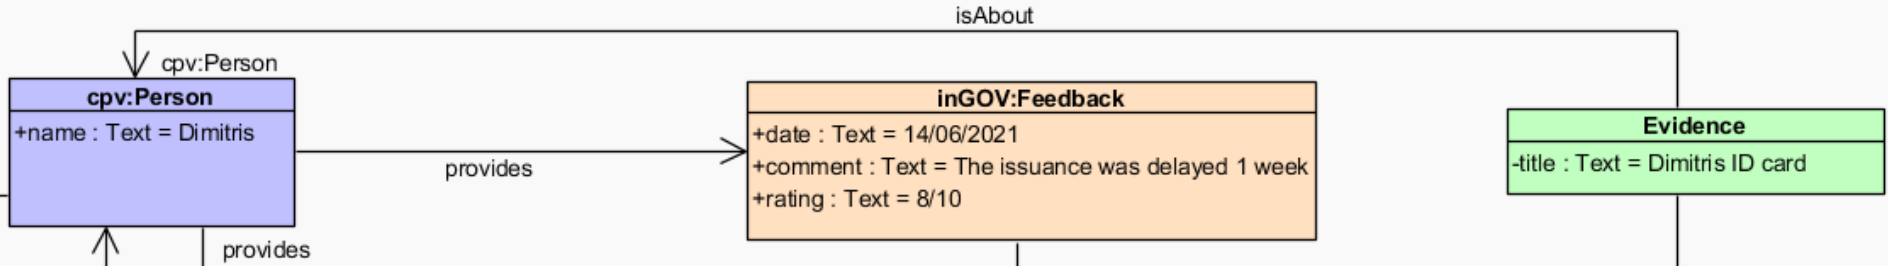 isAbout
cpv:Person
cpv:Person
+name : Text = Dimitris
provides
inGOV:Feedback
+date : Text = 14/06/2021
+comment : Text = The issuance was delayed 1 week
+rating : Text = 8/10
Evidence
-title : Text = Dimitris ID card
provides